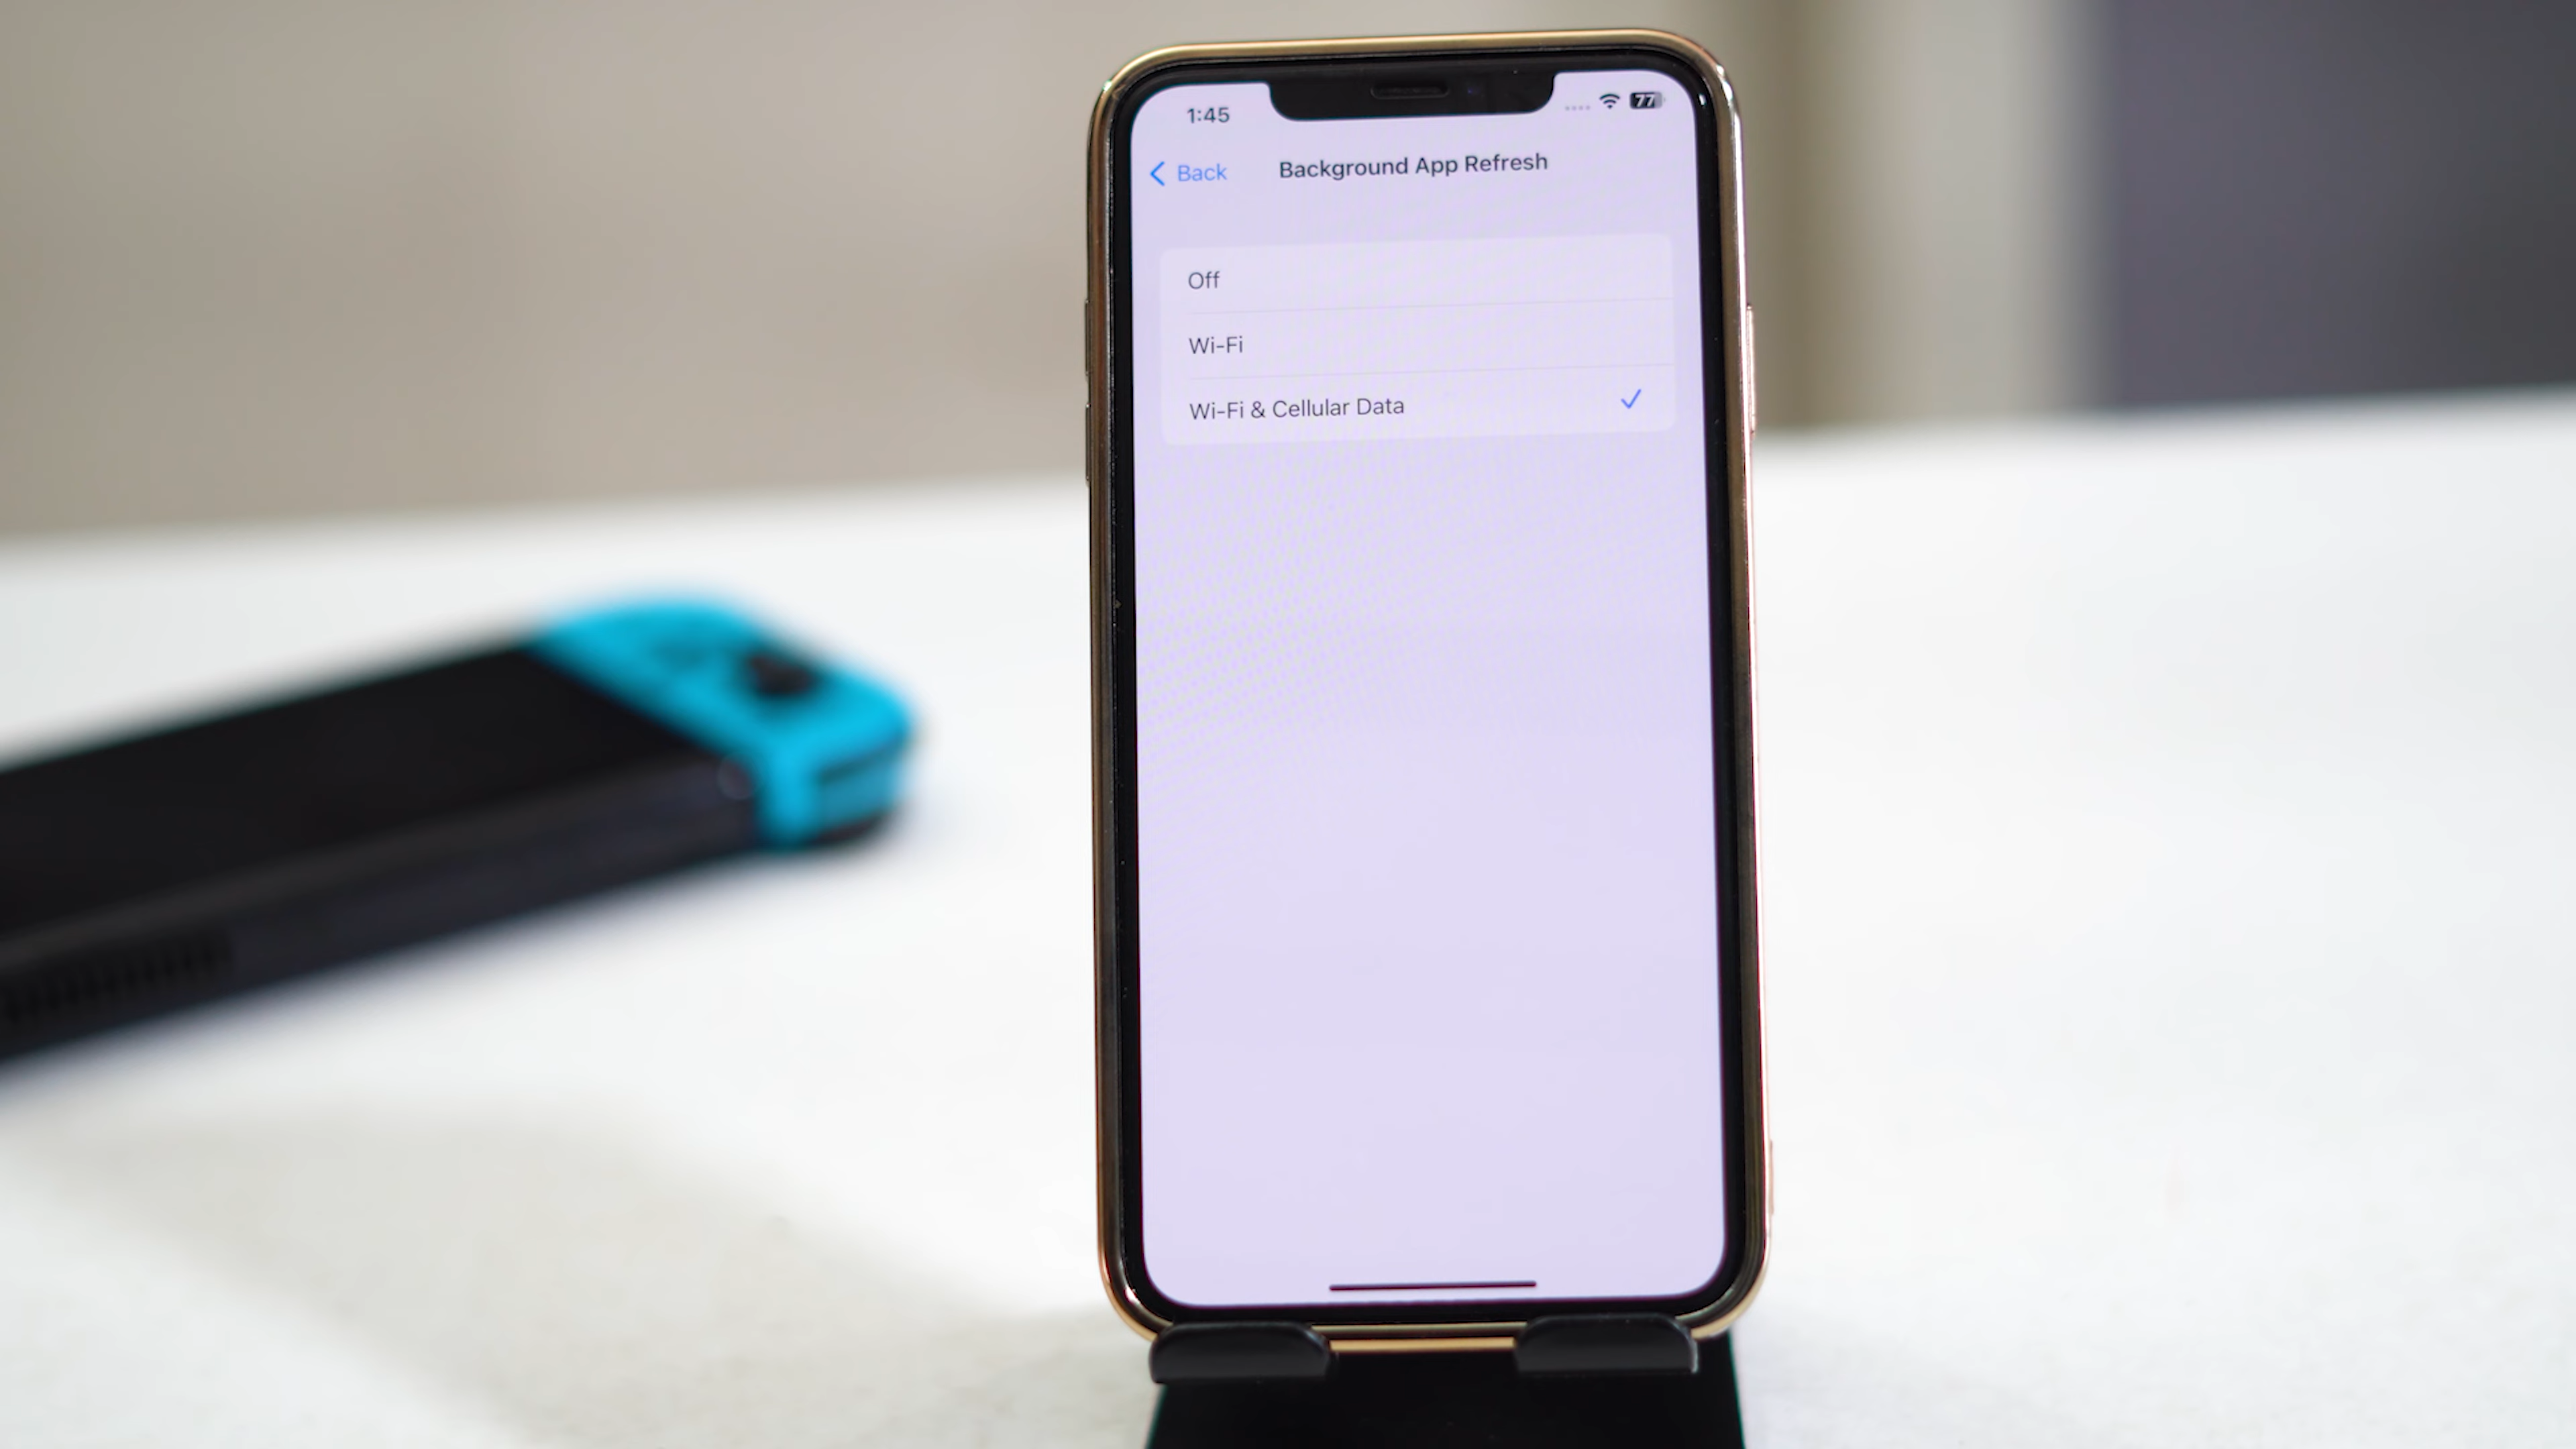 1:45
77
Back
Background App Refresh
Off
Wi-Fi
Wi-Fi & Cellular Data